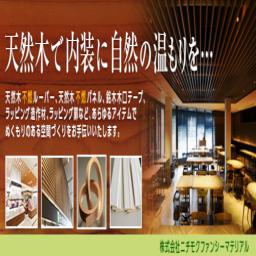 天然木で内装に自然の温もりを…
天然木不燃ルーバー、天然木不燃パネル、銘木木口テープ、
ラッピング造作材、ラッピング扉など、あらゆるアイテムで
ぬくもりのある空間づくりをお手伝いいたします。
株式会社ニチモクファンシーマテリアル